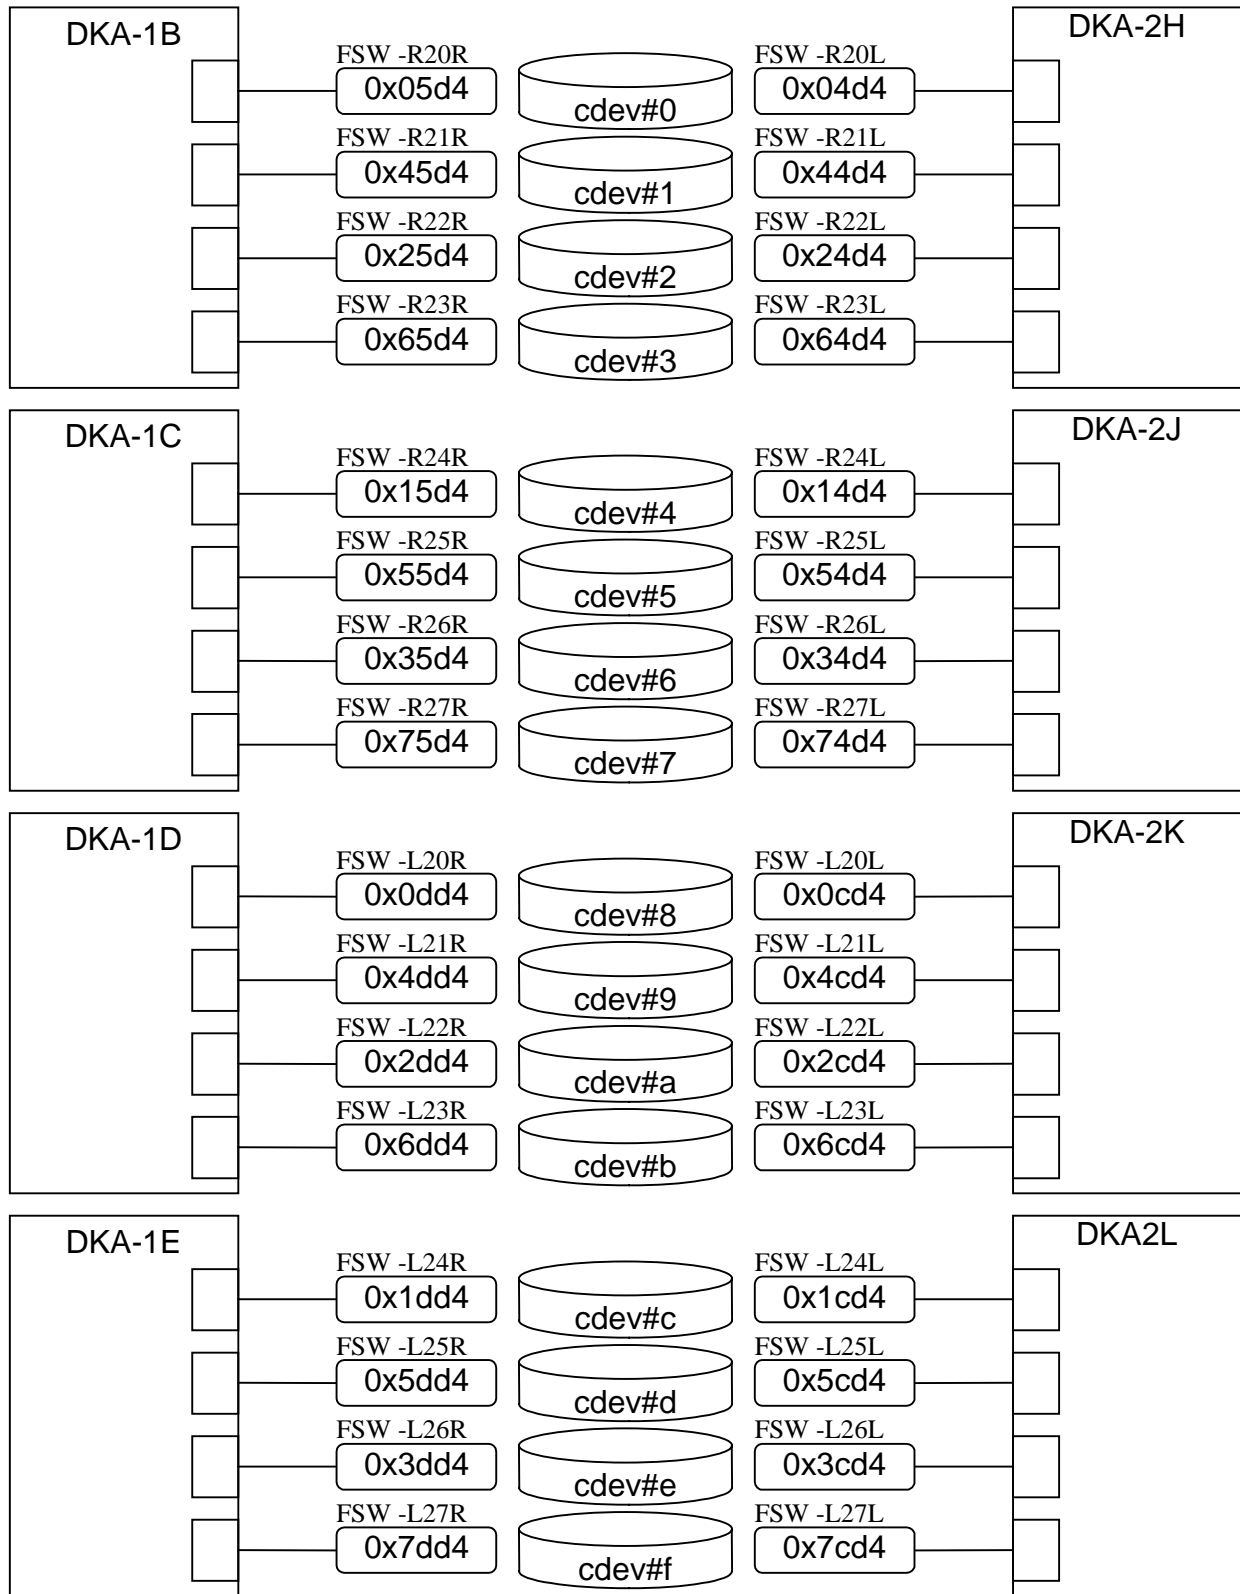 DKA-1B
DKA-2H
FSW -R20R
FSW -R20L
0x05d4
cdev#0
0x04d4
FSW -R21R
FSW -R21L
0x45d4
cdev#1
0x44d4
FSW -R22R
FSW -R22L
0x25d4
cdev#2
0x24d4
FSW -R23R
FSW -R23L
0x65d4
cdev#3
0x64d4
DKA-1C
DKA-2J
FSW -R24R
FSW -R24L
0x15d4
cdev#4
0x14d4
FSW -R25R
FSW -R25L
0x55d4
cdev#5
0x54d4
FSW -R26R
FSW -R26L
0x35d4
cdev#6
0x34d4
FSW -R27R
FSW -R27L
0x75d4
cdev#7
0x74d4
DKA-1D
DKA-2K
FSW -L20R
FSW -L20L
0x0dd4
cdev#8
0x0cd4
FSW -L21R
FSW -L21L
0x4dd4
cdev#9
0x4cd4
FSW -L22R
FSW -L22L
0x2dd4
cdev#a
0x2cd4
FSW -L23R
FSW -L23L
0x6dd4
cdev#b
0x6cd4
DKA-1E
DKA2L
FSW -L24R
FSW -L24L
0x1dd4
cdev#c
0x1cd4
FSW -L25R
FSW -L25L
0x5dd4
cdev#d
0x5cd4
FSW -L26R
FSW -L26L
0x3dd4
cdev#e
0x3cd4
FSW -L27R
FSW -L27L
0x7dd4
cdev#f
0x7cd4